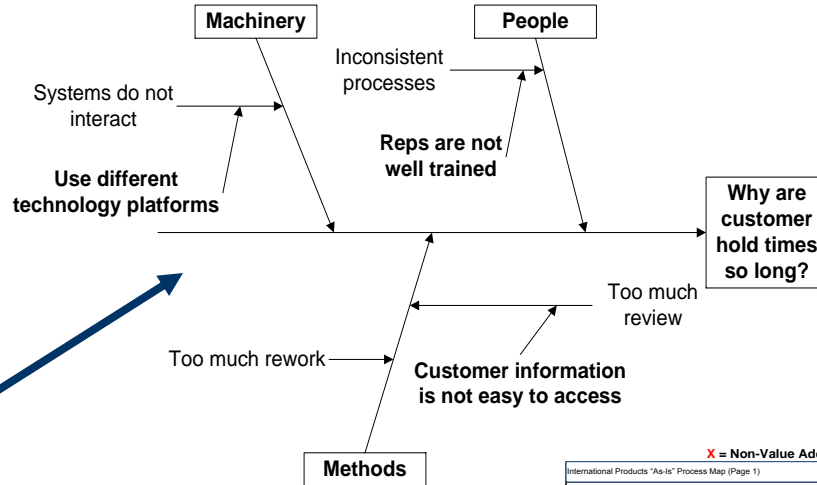 Machinery
People
Inconsistent
processes
Systems do not
interact
Reps are not
well trained
Use different
technology platforms
Why are
customer
hold times
so long?
Too much
review
Too much rework
Customer information
is not easy to access
Methods
X = Non-Value Ad
International Products "As-Is" Process Map (Page 1)